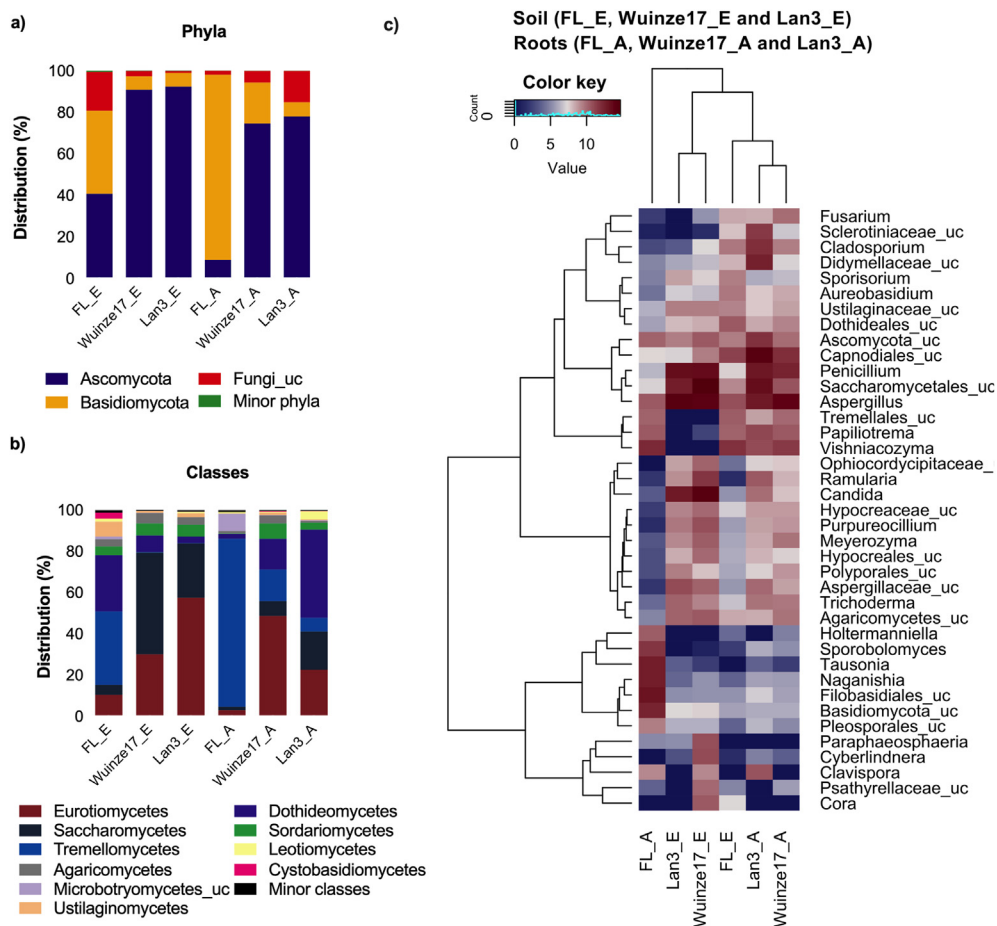 a)
Phyla
Distribution (%)
100
80
60
40
20
0
FL_E
Wuinze17_E
Lan3_E
FL_A
Wuinze17_A
Lan3_A
Ascomycota
Fungi_uc
Basidiomycota
Minor phyla
b)
Classes
Distribution (%)
100
80
60
40
20
0
FL_E
Wuinze17_E
Lan3_E
FL_A
Wuinze17_A
Lan3_A
Eurotiomycetes
Dothideomycetes
Saccharomycetes
Sordariomycetes
Tremellomycetes
Leotiomycetes
Agaricomycetes
Cystobasidiomycetes
Microbotryomycetes_uc
Minor classes
Ustilaginomycetes
c)
Soil (FL_E, Wuinze17_E and Lan3_E)
Roots (FL_A, Wuinze17_A and Lan3_A)
Color key
Count
0
0 5 10
Value
Fusarium
Sclerotiniaceae_uc
Cladosporium
Didymellaceae_uc
Sporisorium
Aureobasidium
Ustilaginaceae_uc
Dothideales_uc
Ascomycota_uc
Capnodiales_uc
Penicillium
Saccharomycetales_uc
Aspergillus
Tremellales_uc
Papiliotrema
Vishniacozyma
Ophiocordycipitaceae_
Ramularia
Candida
Hypocreaceae_uc
Purpureocillium
Meyerozyma
Hypocreales_uc
Polyporales_uc
Aspergillaceae_uc
Trichoderma
Agaricomycetes_uc
Holtermanniella
Sporobolomyces
Tausonia
Naganishia
Filobasidiales_uc
Basidiomycota_uc
Pleosporales_uc
Paraphaeosphaeria
Cyberlindnera
Clavispora
Psathyrellaceae_uc
Cora
FL_A
Lan3_E
Wuinze17_E
FL_E
Lan3_A
Wuinze17_A